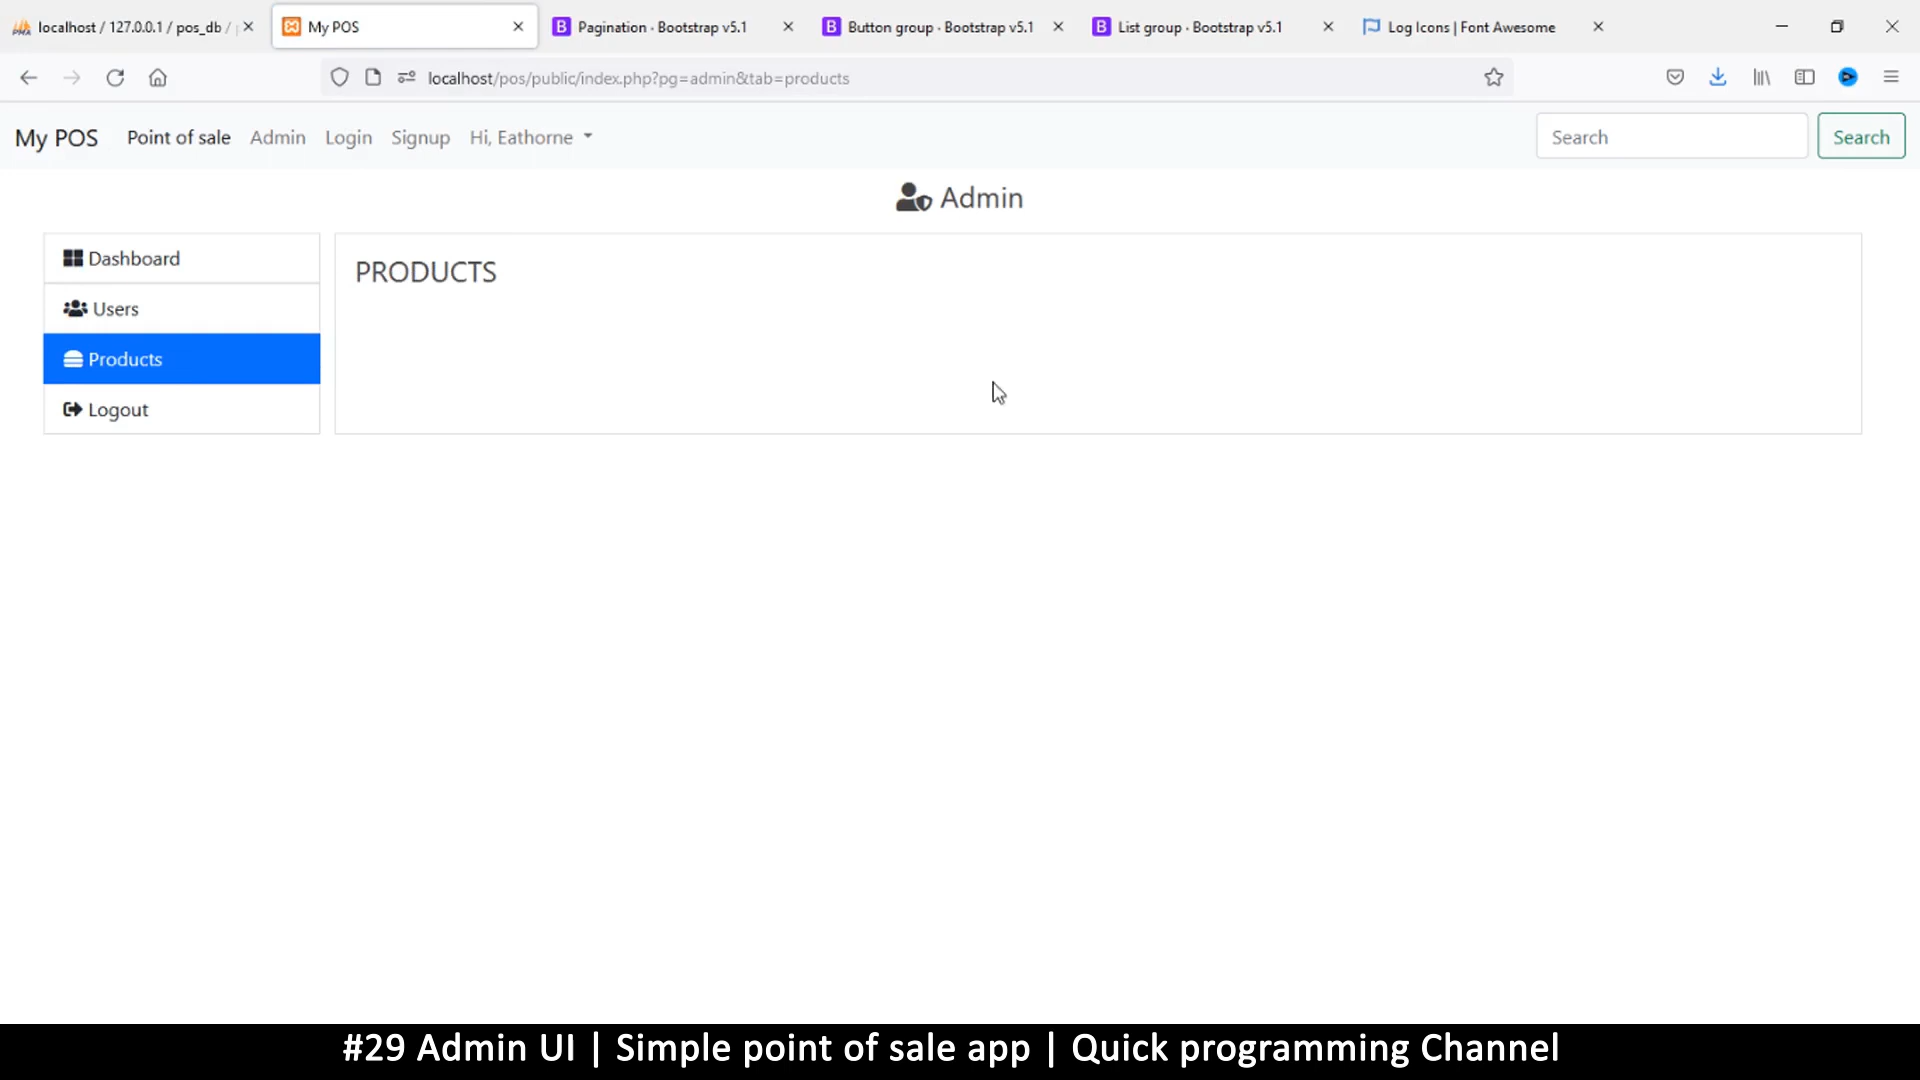 localhost / 127.0.0.1 / pos_db /
My POS
Pagination · Bootstrap v5.1
Button group · Bootstrap v5.1
List group · Bootstrap v5.1
Log Icons | Font Awesome
localhost/pos/public/index.php?pg=admin&tab=products
My POS
Point of sale
Admin
Login
Signup
Hi, Eathorne
Search
Search
Admin
Dashboard
Users
Products
Logout
PRODUCTS
#29 Admin UI | Simple point of sale app | Quick programming Channel